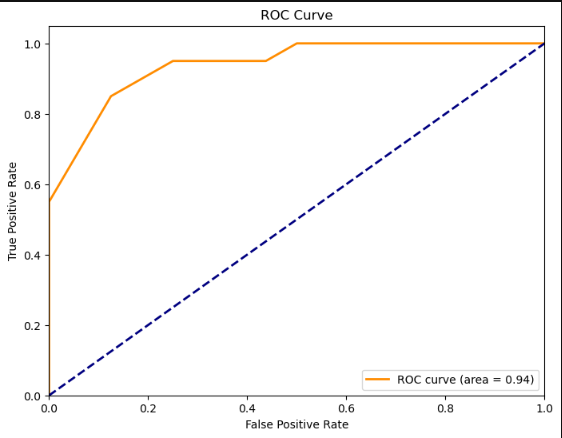 ROC Curve
True Positive Rate
1.0
0.8
0.6
0.4
0.2
0.0
ROC curve (area = 0.94)
0.0 0.2 0.4 0.6 0.8 1.0
False Positive Rate